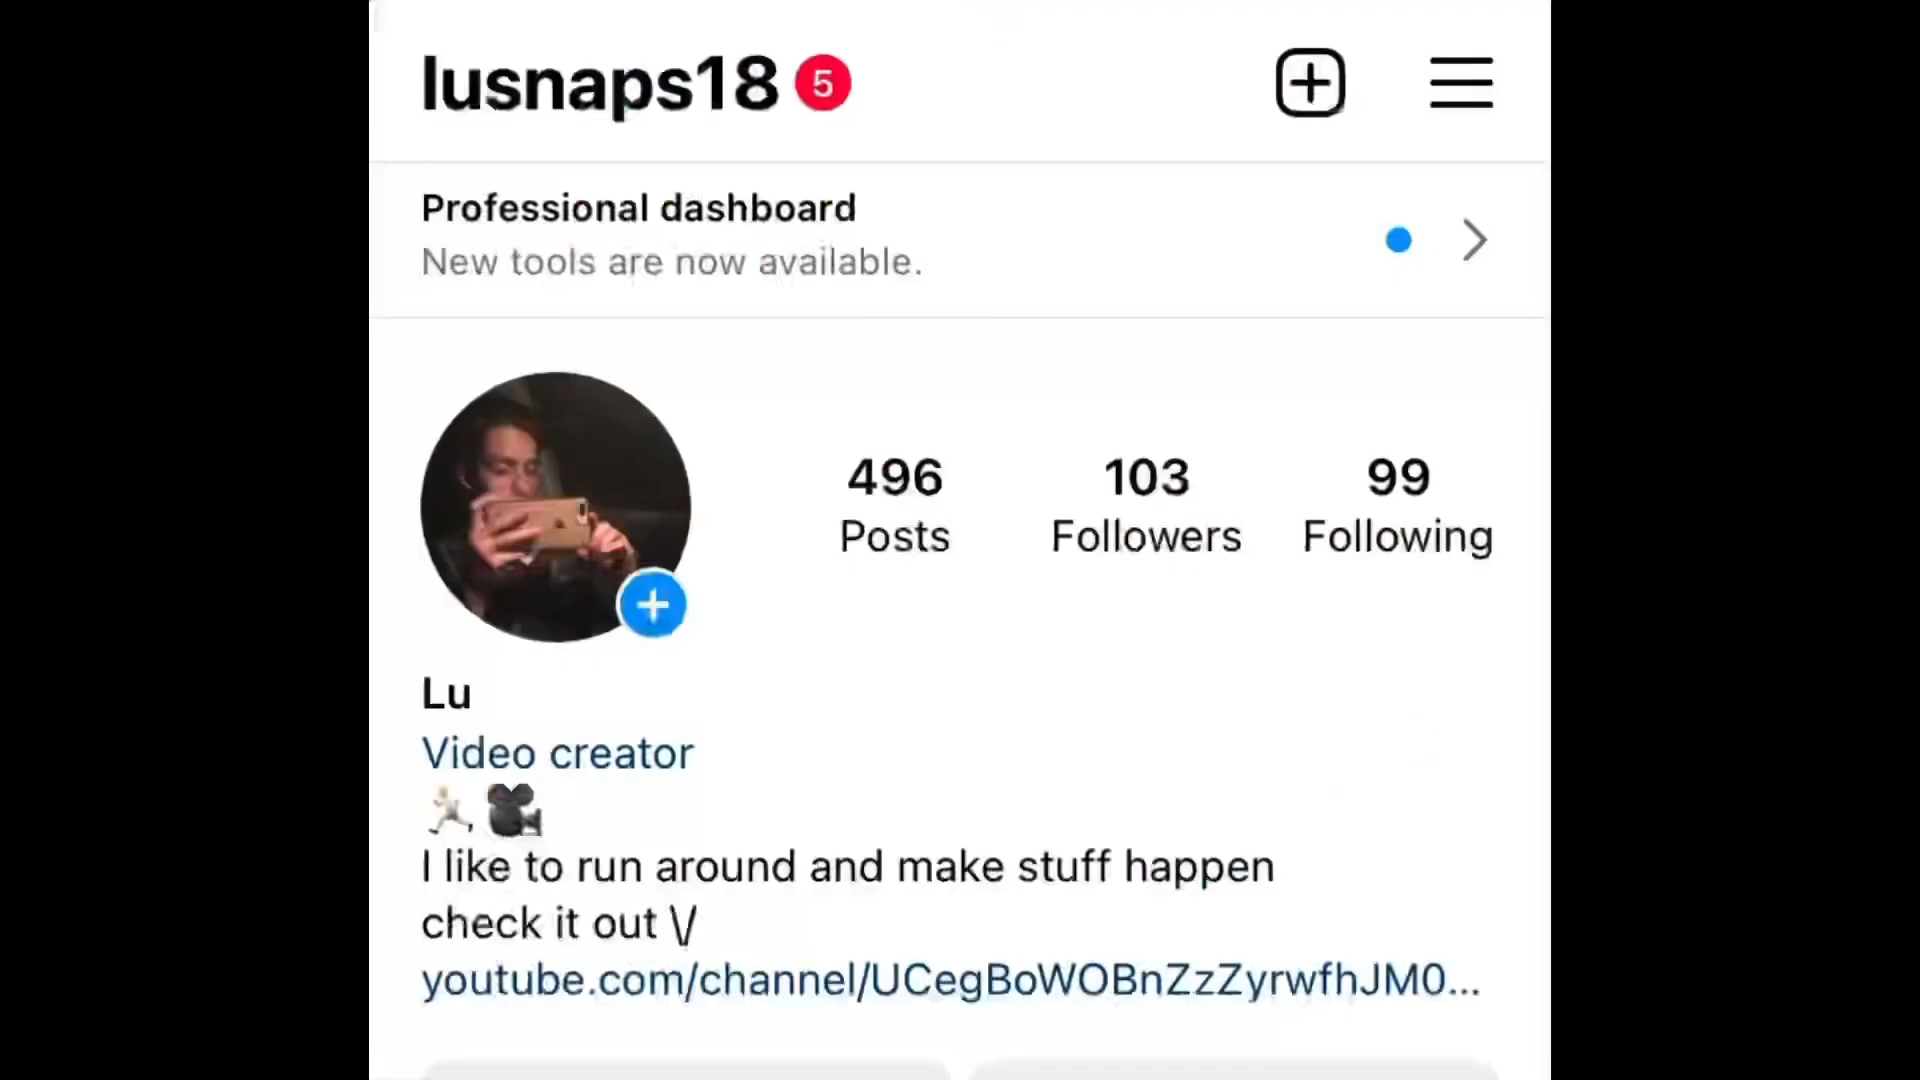 lusnaps18 5
Professional dashboard
New tools are now available.
496 103 99
Posts Followers Following
Lu
Video creator
🏃🎥
I like to run around and make stuff happen
check it out \/
youtube.com/channel/UCegBoWOBnZzZyrwfhJM0...